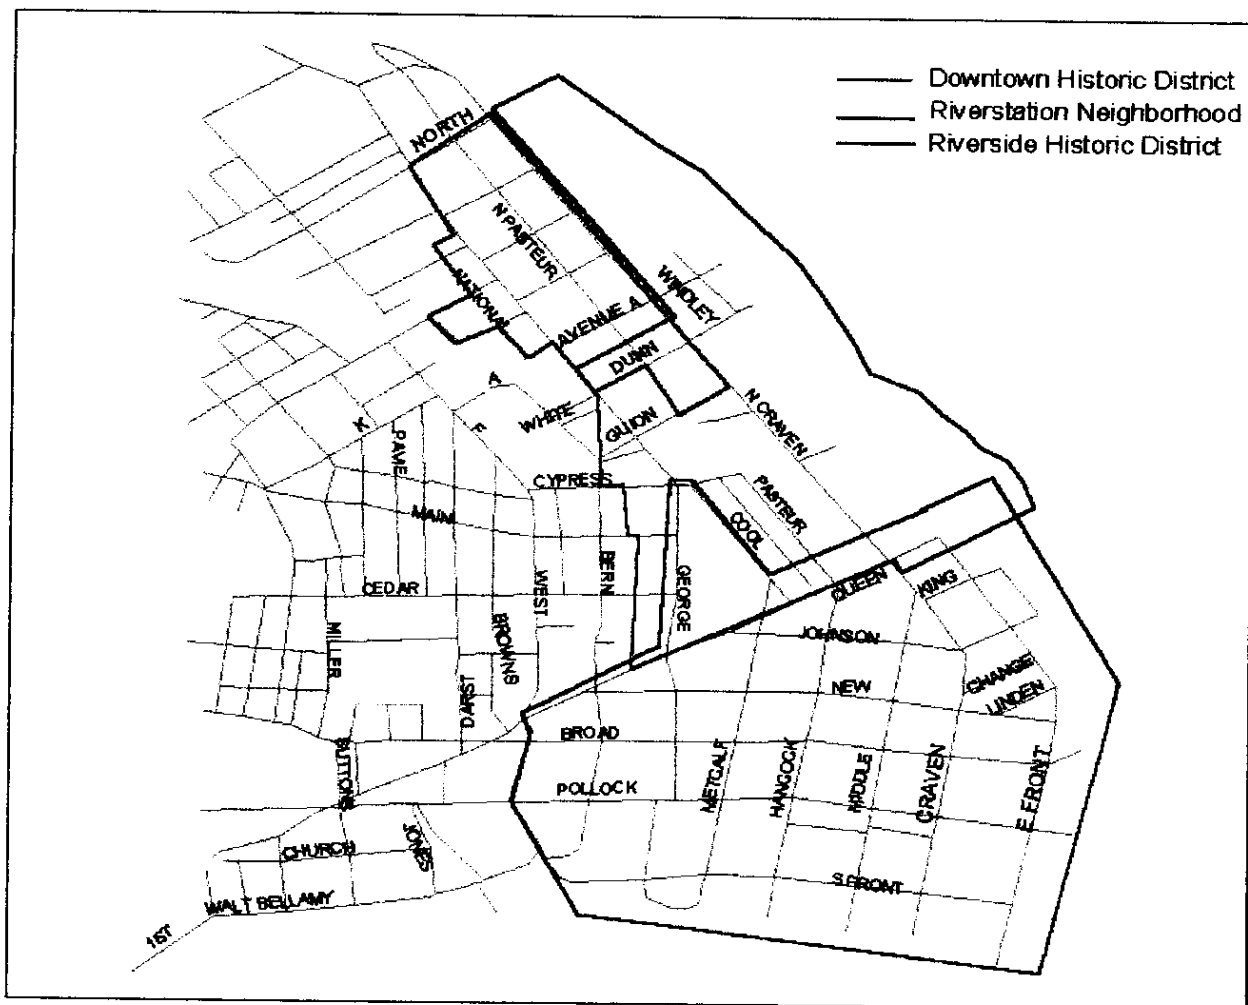 Downtown Historic District
Riverstation Neighborhood
Riverside Historic District
NORTH
N PASTEUR
NATIONAL
WINDLEY
AVENUE A
DUNN
A
K
F
WHITE
GUION
N CRAVEN
PAVIE
CYPRESS
MAIN
PASTEUR
COOL
CEDAR
WEST
BERN
GEORGE
QUEEN
KING
MILLER
BROWNS
JOHNSON
CHANGE
NEW
LINDEN
DARST
BROAD
SUTTONS
POLLOCK
METCALF
HANCOCK
MIDDLE
CRAVEN
E FRONT
CHURCH
JONES
S FRONT
WALT BELLAMY
1ST